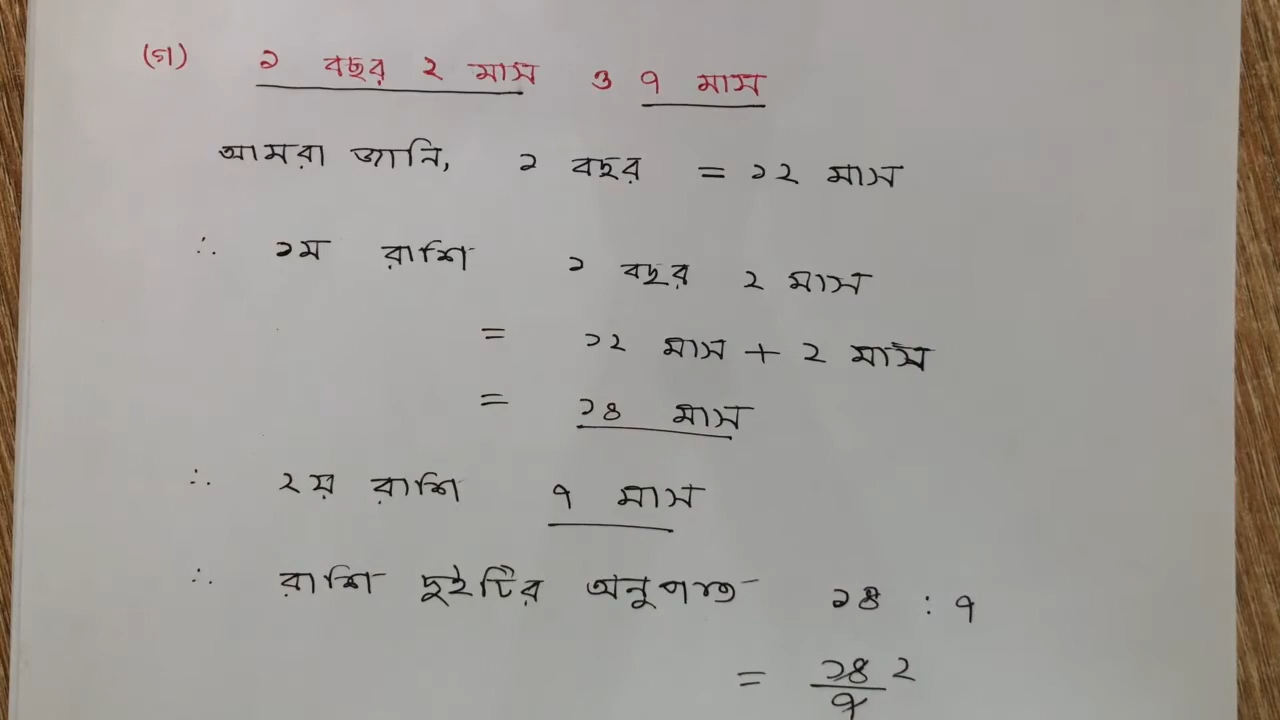 (গ) ১ বছর ২ মাস ও ৭ মাস
আমরা জানি, ১ বছর = ১২ মাস
∴ ১ম রাশি ১ বছর ২ মাস
= ১২ মাস + ২ মাস
= ১৪ মাস
∴ ২য় রাশি ৭ মাস
∴ রাশি দুইটির অনুপাত ১৪ : ৭
= ১৪/৭ ২